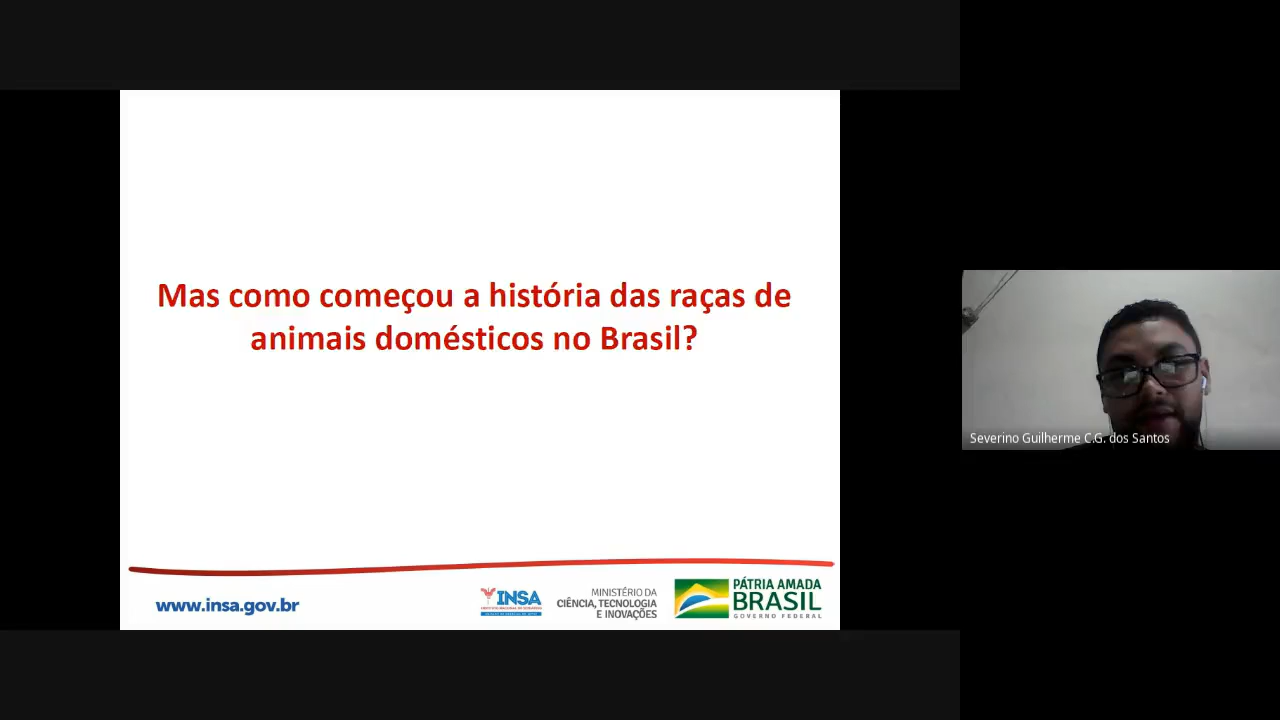 Mas como começou a história das raças de
animais domésticos no Brasil?
Severino Guilherme C.G. dos Santos
www.insa.gov.br
INSA
MINISTÉRIO DA
CIÊNCIA, TECNOLOGIA
E INOVAÇÕES
PÁTRIA AMADA
BRASIL
GOVERNO FEDERAL